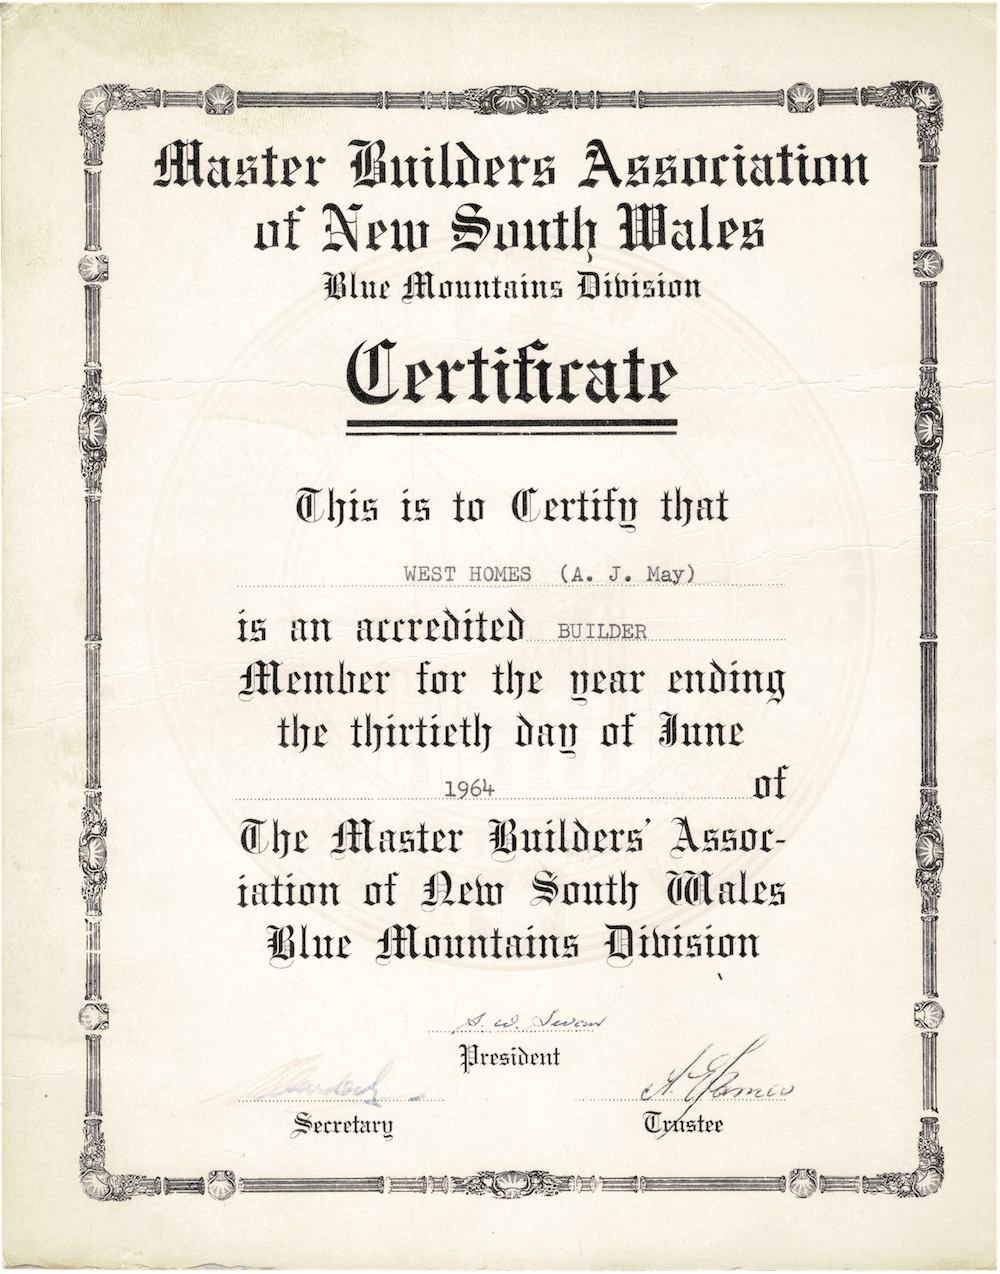 Master Builders Association
of New South Wales
Blue Mountains Division
Certificate
This is to Certify that
WEST HOMES (A. J. May)
is an accredited BUILDER
Member for the year ending
the thirtieth day of June
1964 of
The Master Builders' Assoc-
iation of New South Wales
Blue Mountains Division
S. W. Swan
President
Secretary
Trustee